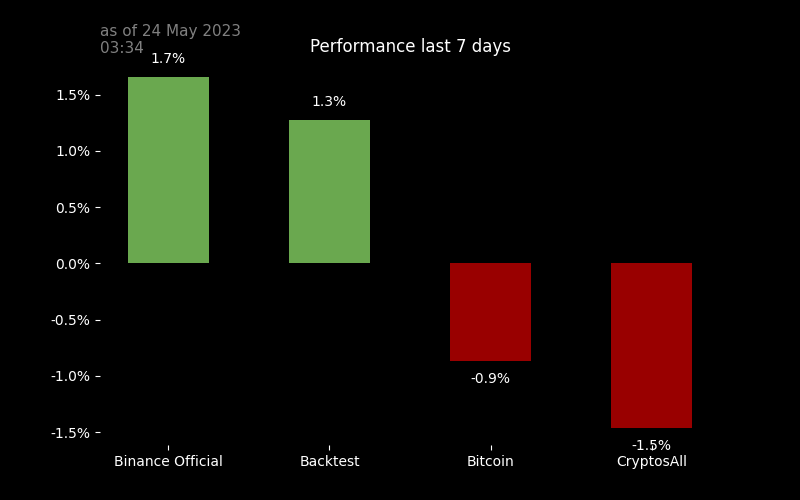 as of 24 May 2023
03:34
Performance last 7 days
1.7%
1.3%
-0.9%
-1.5%
1.5%
1.0%
0.5%
0.0%
-0.5%
-1.0%
-1.5%
Binance Official
Backtest
Bitcoin
CryptosAll